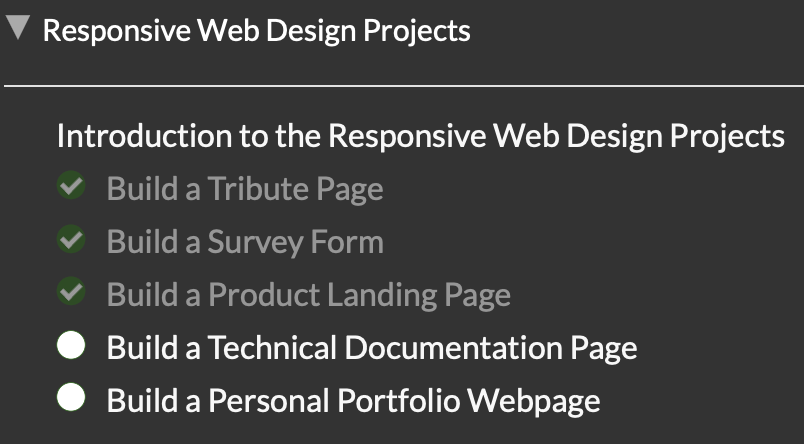 Responsive Web Design Projects
Introduction to the Responsive Web Design Projects
Build a Tribute Page
Build a Survey Form
Build a Product Landing Page
Build a Technical Documentation Page
Build a Personal Portfolio Webpage